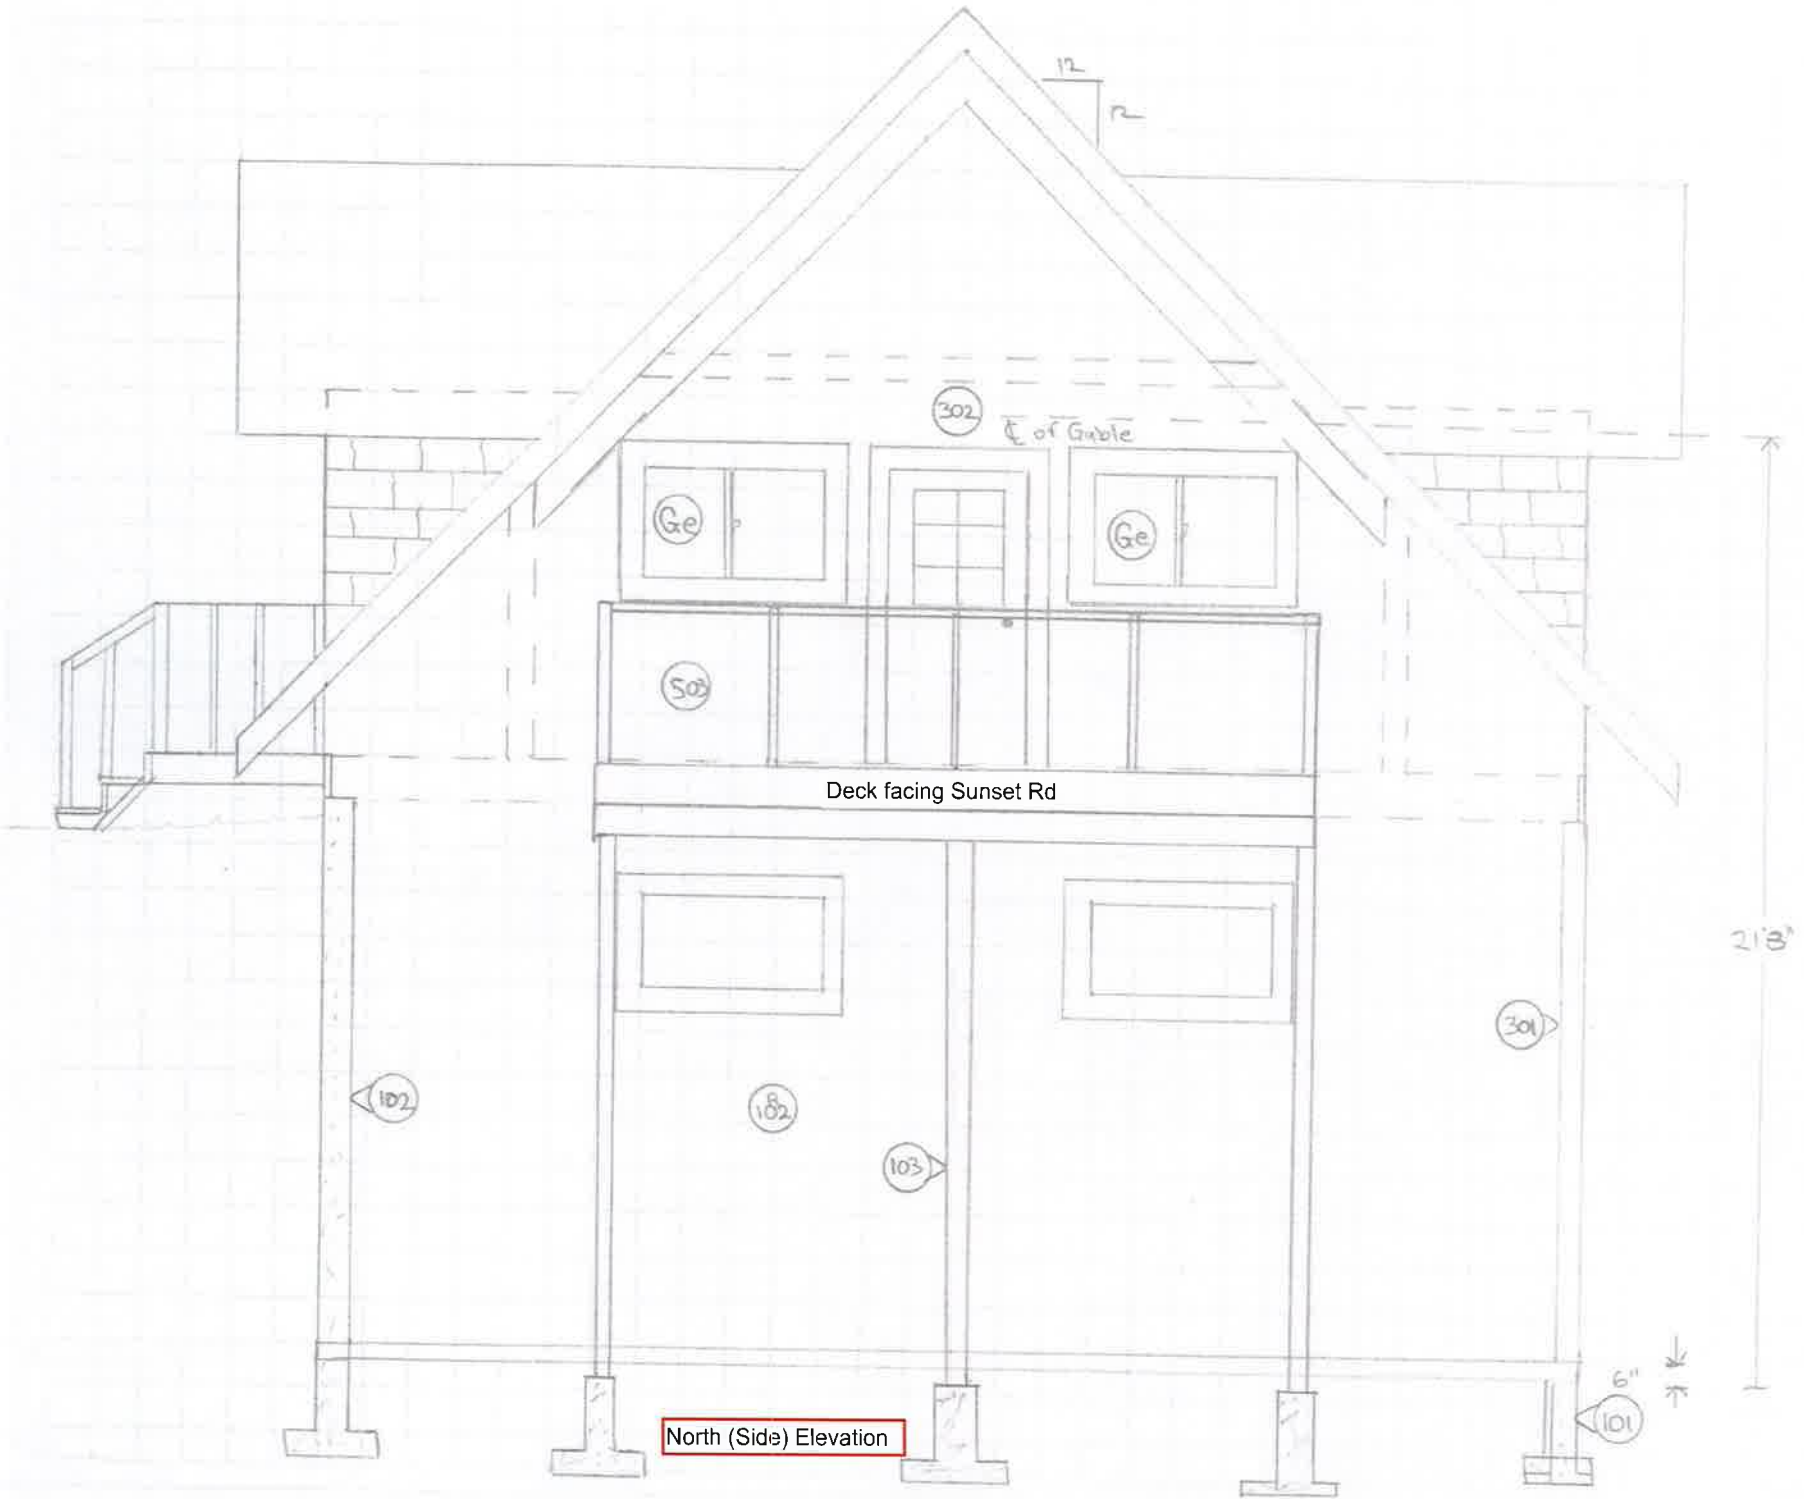 12
12
302
℄ of Gable
Ge
Ge
503
Deck facing Sunset Rd
21'8"
301
102
102
103
6"
101
North (Side) Elevation